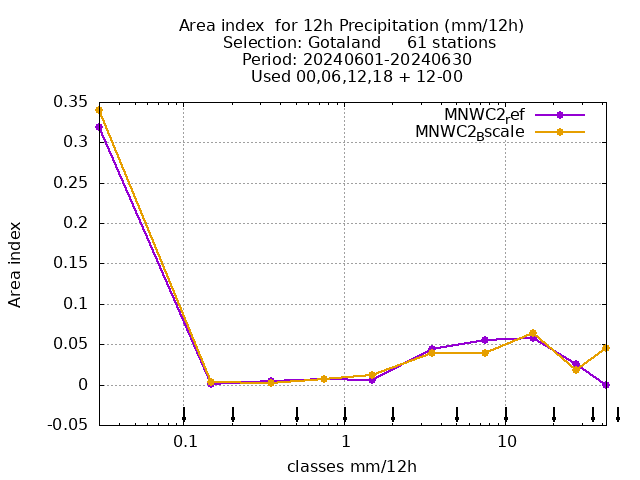 Area index  for 12h Precipitation (mm/12h)
Selection: Gotaland     61 stations
Period: 20240601-20240630
Used 00,06,12,18 + 12-00
MNWC2ref
MNWC2Bscale
0.35
0.3
0.25
0.2
0.15
0.1
0.05
0
-0.05
Area index
0.1
1
10
classes mm/12h